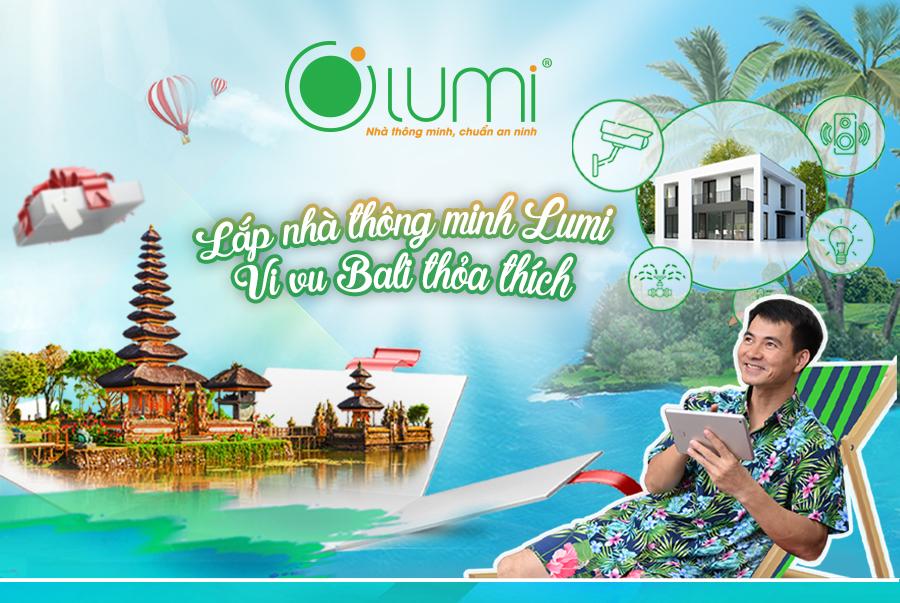 Lumi®
Nhà thông minh, chuẩn an ninh
Lắp nhà thông minh Lumi
Vi vu Bali thỏa thích